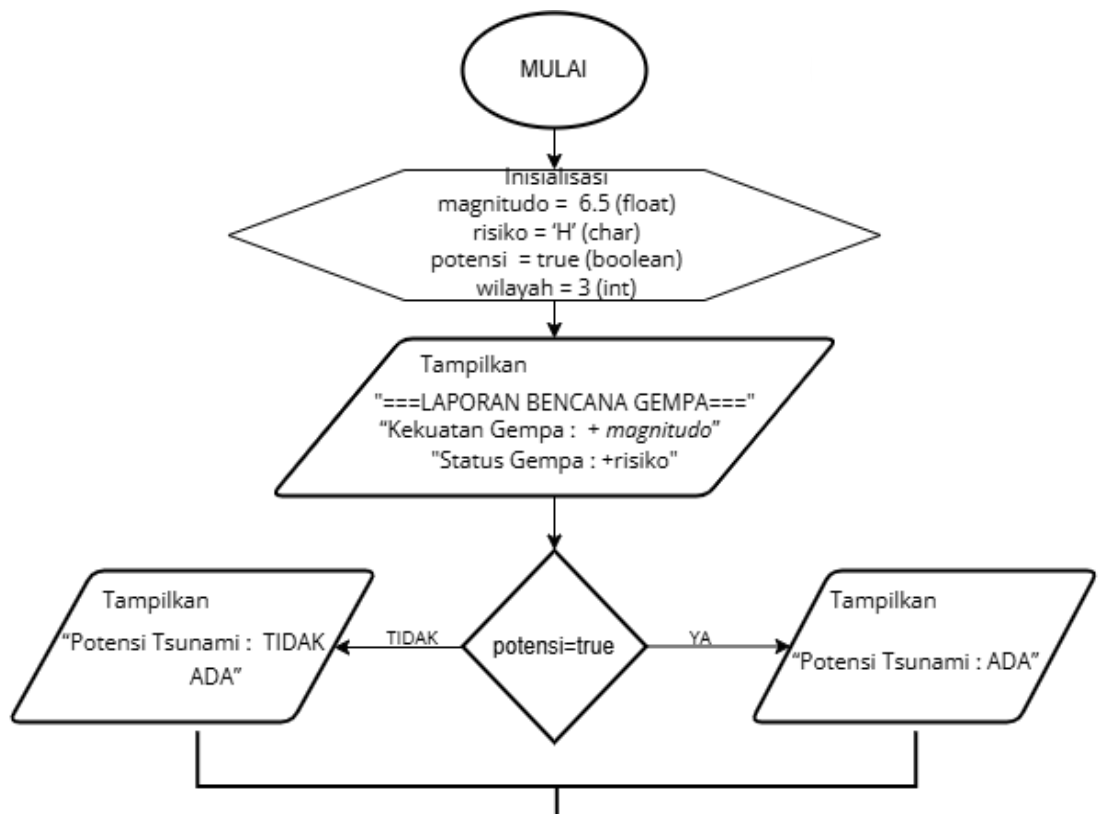 MULAI
Inisialisasi
magnitudo = 6.5 (float)
risiko = ‘H’ (char)
potensi = true (boolean)
wilayah = 3 (int)
Tampilkan
"===LAPORAN BENCANA GEMPA==="
“Kekuatan Gempa : + magnitudo”
"Status Gempa : +risiko"
Tampilkan
“Potensi Tsunami : TIDAK
ADA”
TIDAK
potensi=true
YA
Tampilkan
“Potensi Tsunami : ADA”